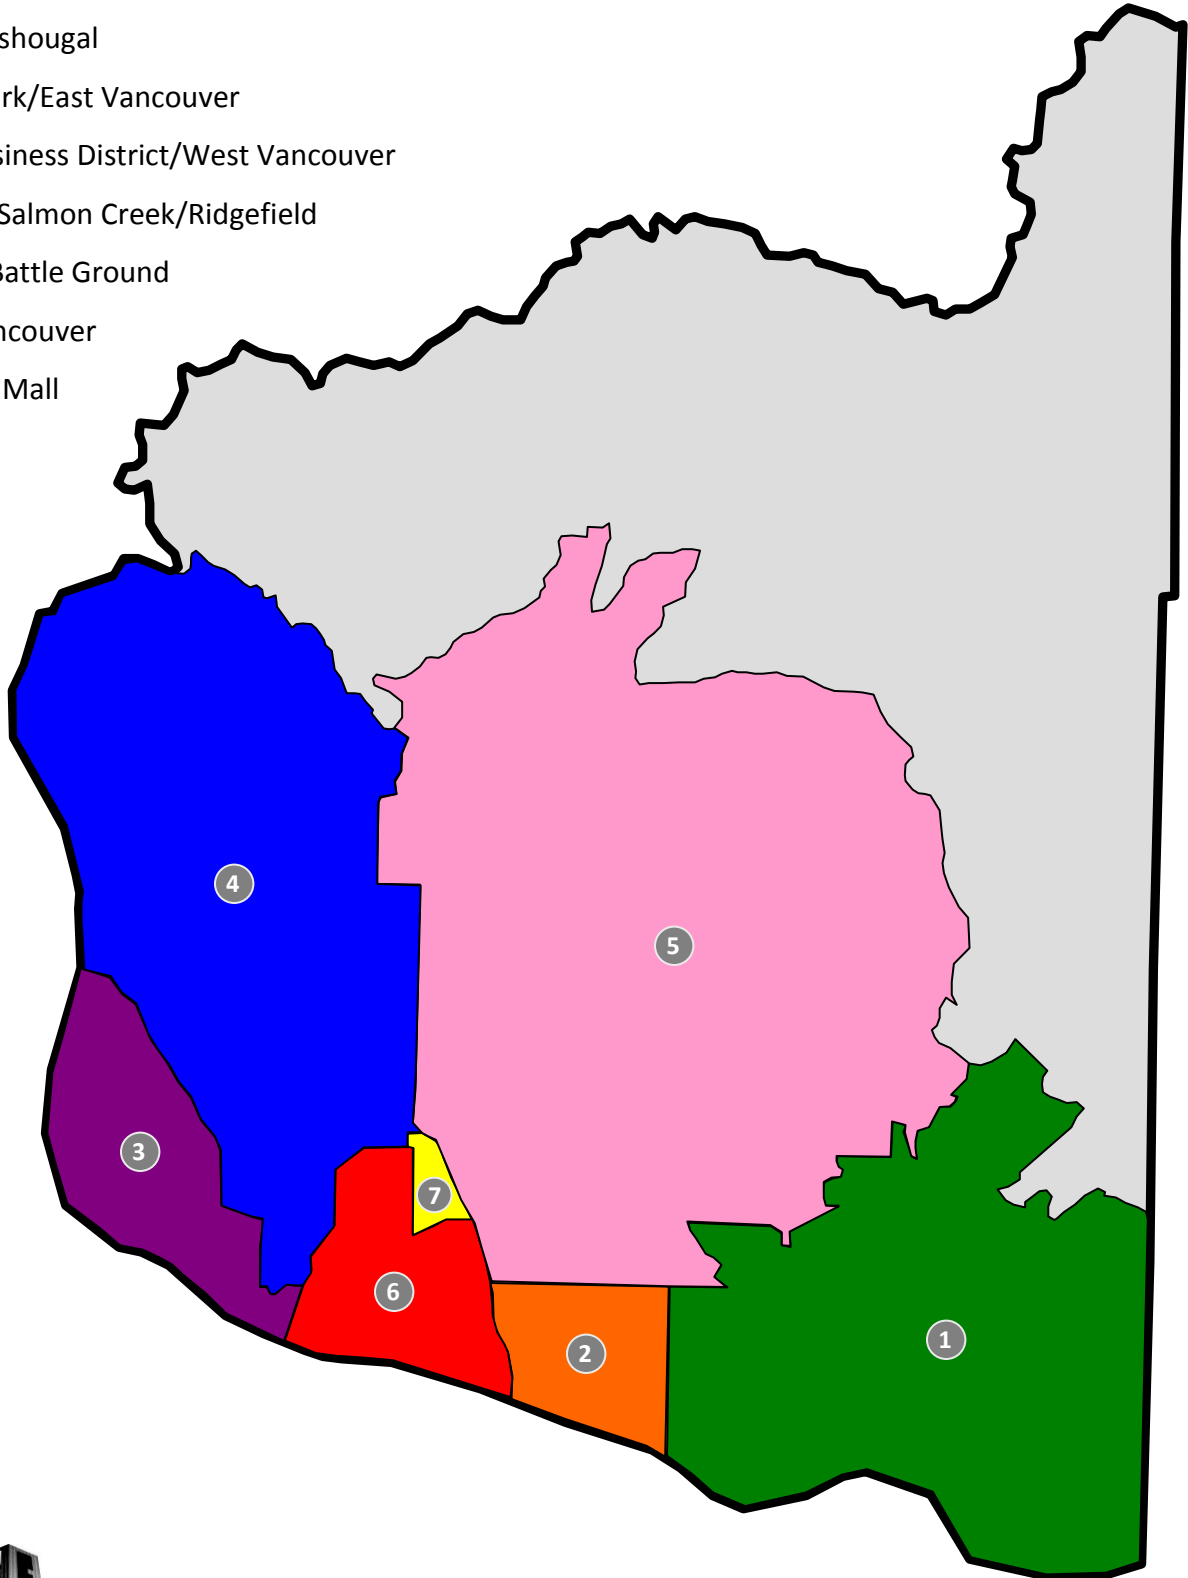 shougal
rk/East Vancouver
siness District/West Vancouver
Salmon Creek/Ridgefield
Battle Ground
ncouver
Mall
4
5
3
7
6
2
1